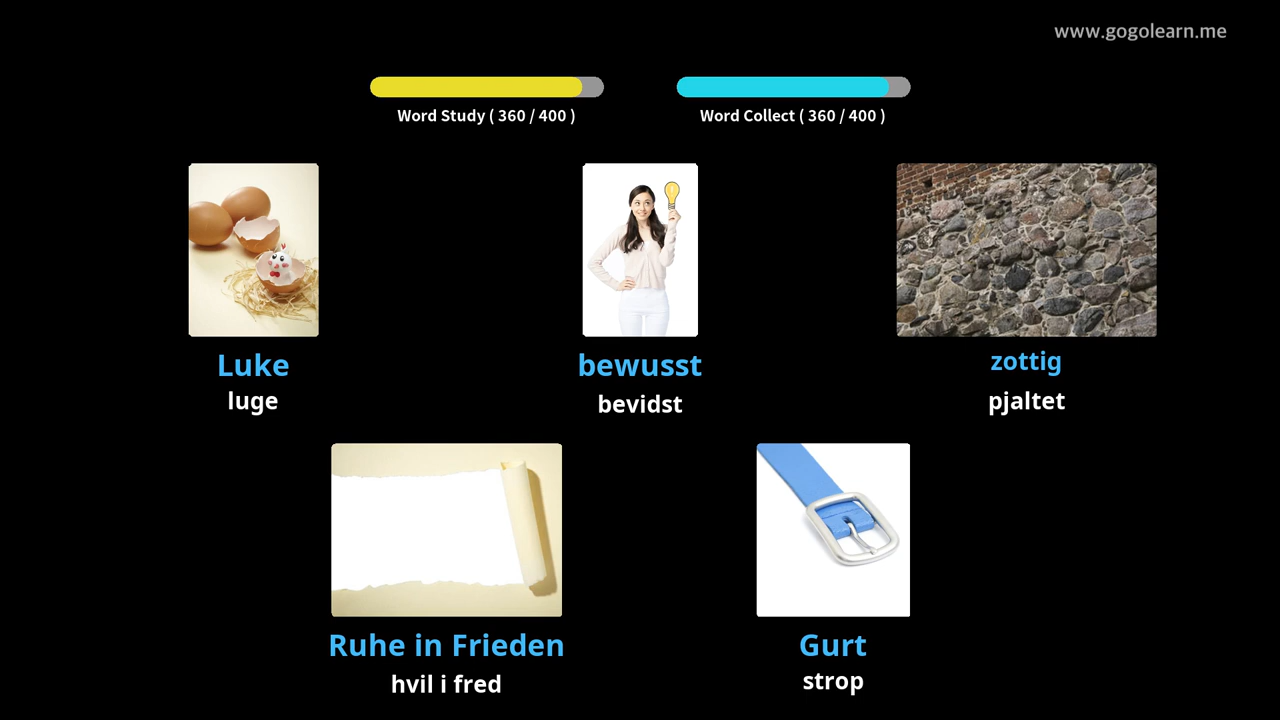 www.gogolearn.me
Word Study ( 360 / 400 )
Word Collect ( 360 / 400 )
Luke
luge
bewusst
bevidst
zottig
pjaltet
Ruhe in Frieden
hvil i fred
Gurt
strop